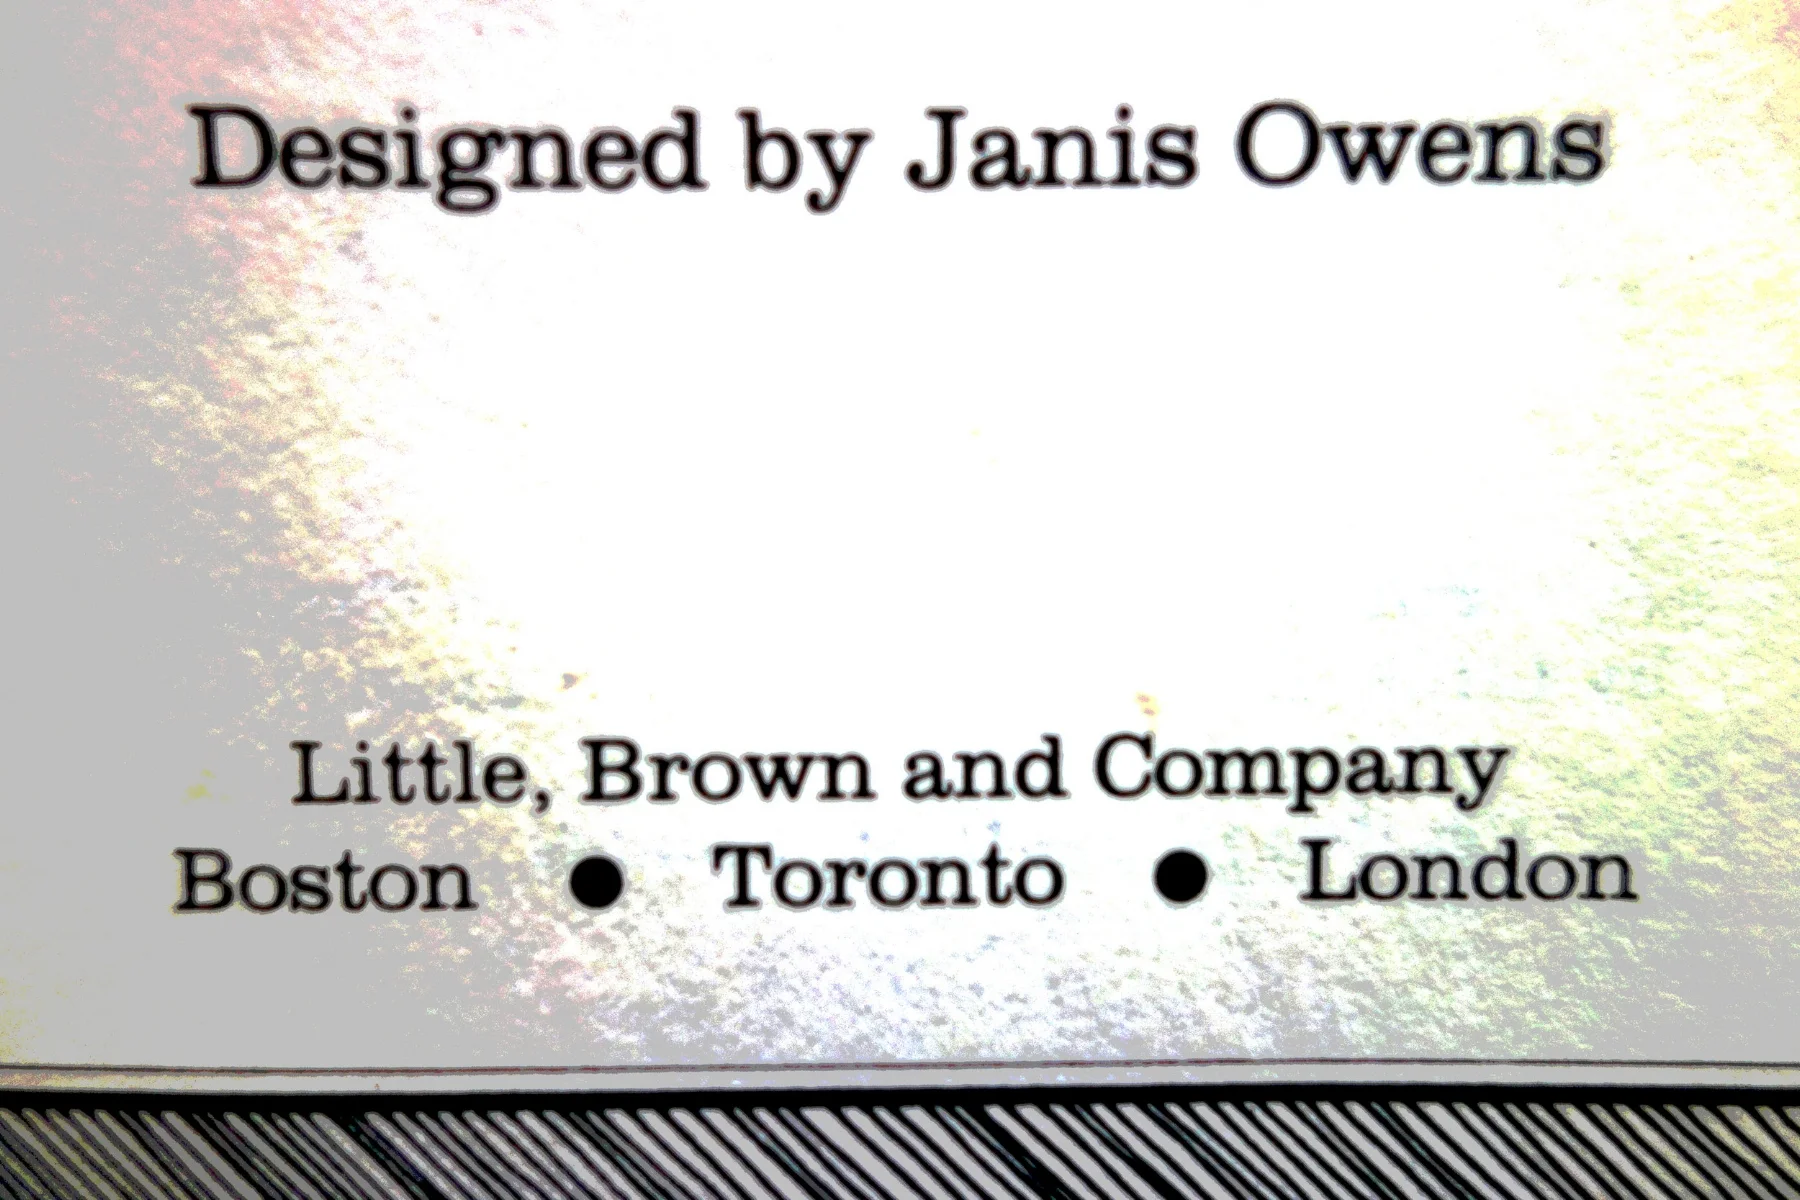 Designed by Janis Owens
Little, Brown and Company
Boston ● Toronto ● London